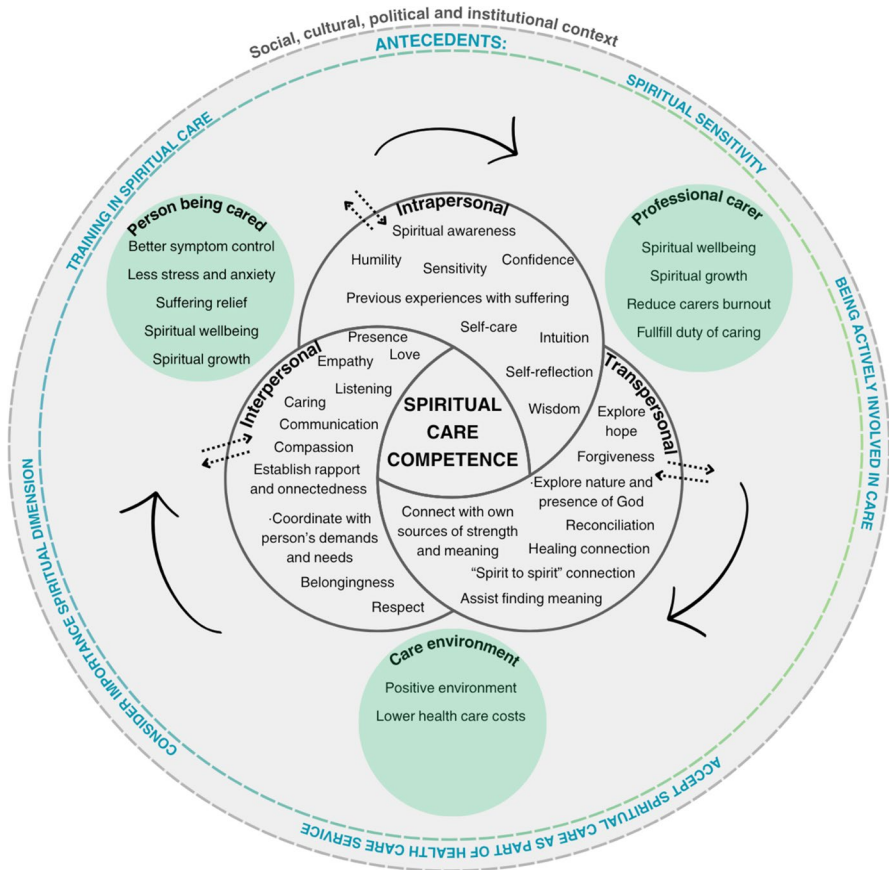 Social, cultural, political and institutional context
ANTECEDENTS:
SPIRITUAL SENSITIVITY
BEING ACTIVELY INVOLVED IN CARE
ACCEPT SPIRITUAL CARE AS PART OF HEALTH CARE SERVICE
CONSIDER IMPORTANCE SPIRITUAL DIMENSION
TRAINING IN SPIRITUAL CARE
Person being cared
Better symptom control
Less stress and anxiety
Suffering relief
Spiritual wellbeing
Spiritual growth
Intrapersonal
Spiritual awareness
Humility
Sensitivity
Confidence
Previous experiences with suffering
Self-care
Intuition
Self-reflection
Wisdom
Professional carer
Spiritual wellbeing
Spiritual growth
Reduce carers burnout
Fullfill duty of caring
Interpersonal
Presence
Love
Empathy
Listening
Caring
Communication
Compassion
Establish rapport
and onnectedness
·Coordinate with
person's demands
and needs
Belongingness
Respect
SPIRITUAL
CARE
COMPETENCE
Transpersonal
Explore
hope
Forgiveness
·Explore nature and
presence of God
Reconciliation
Healing connection
“Spirit to spirit” connection
Assist finding meaning
Connect with own
sources of strength
and meaning
Care environment
Positive environment
Lower health care costs